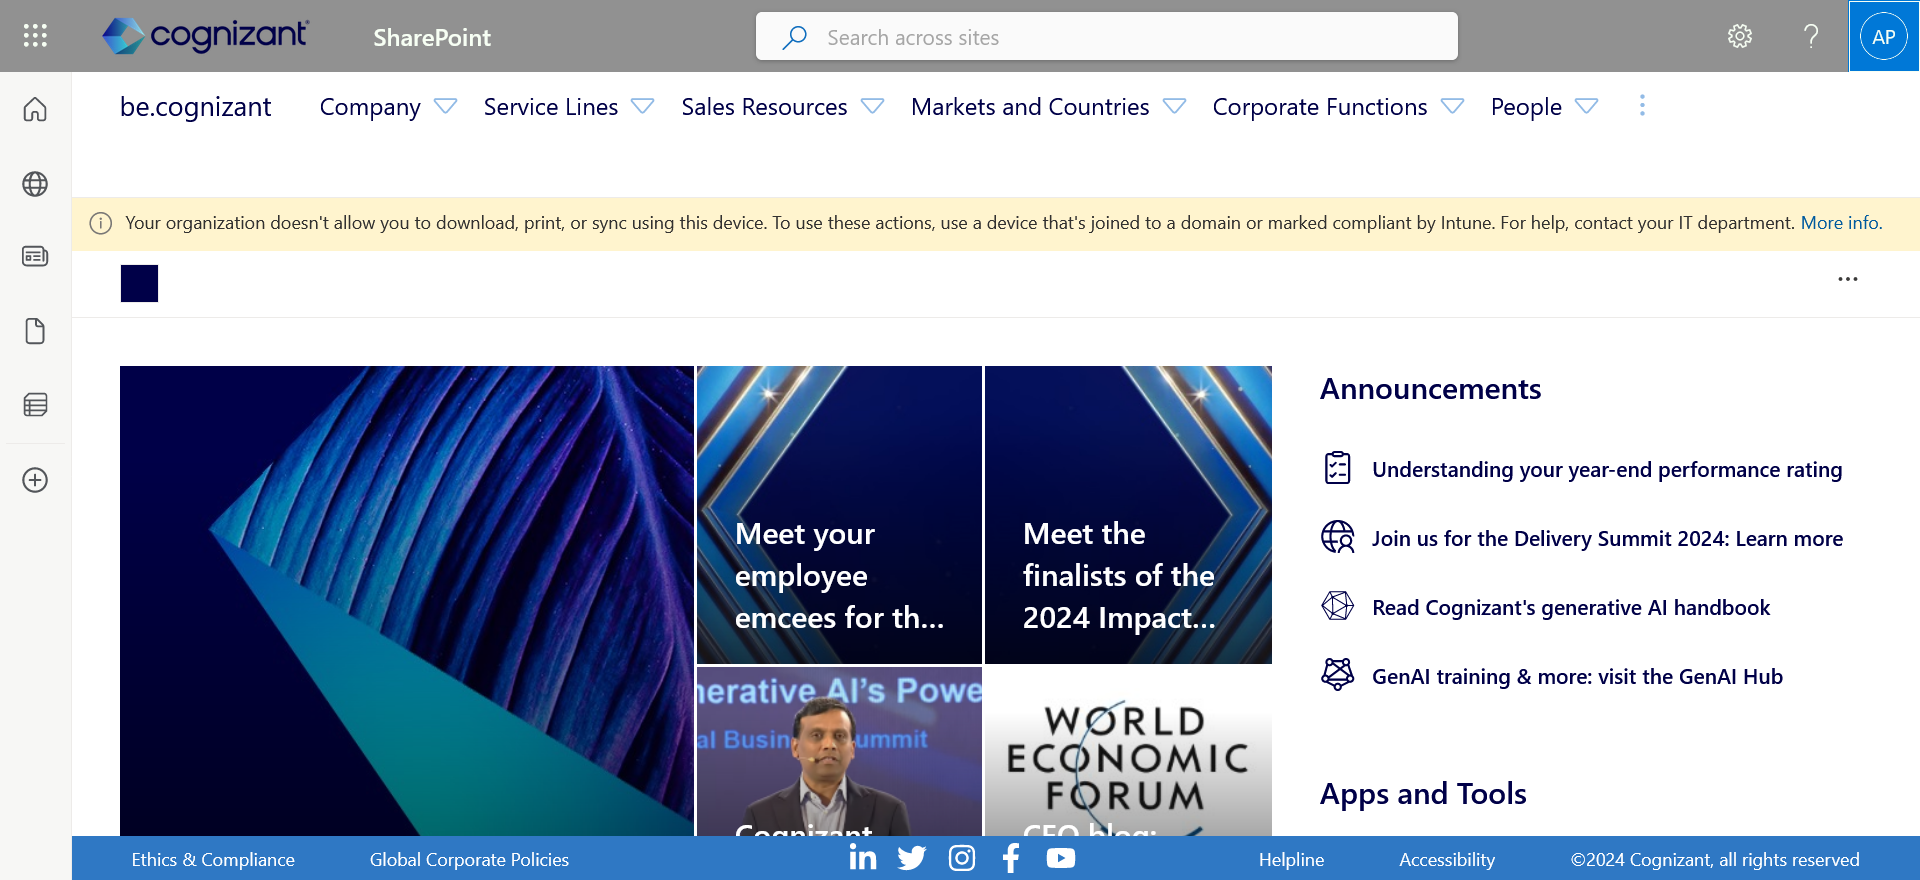 cognizant
SharePoint
Search across sites
AP
be.cognizant
Company
Service Lines
Sales Resources
Markets and Countries
Corporate Functions
People
Your organization doesn't allow you to download, print, or sync using this device. To use these actions, use a device that's joined to a domain or marked compliant by Intune. For help, contact your IT department. More info.
Meet your
employee
emcees for th...
Meet the
finalists of the
2024 Impact...
nerative AI's Powe
al Busin
ummit
Cognizant
WORLD
ECONOMIC
FORUM
CEO blog:
Announcements
Understanding your year-end performance rating
Join us for the Delivery Summit 2024: Learn more
Read Cognizant's generative AI handbook
GenAI training & more: visit the GenAI Hub
Apps and Tools
Ethics & Compliance
Global Corporate Policies
Helpline
Accessibility
©2024 Cognizant, all rights reserved